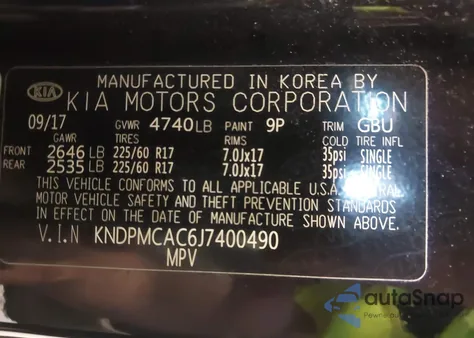 MANUFACTURED IN KOREA BY
KIA KIA MOTORS CORPORATION
09/17 GVWR 4740 LB PAINT 9P TRIM GBU
GAWR TIRES RIMS COLD TIRE INFL
FRONT 2646 LB 225/60 R17 7.0Jx17 35psi SINGLE
REAR 2535 LB 225/60 R17 7.0Jx17 35psi SINGLE
THIS VEHICLE CONFORMS TO ALL APPLICABLE U.S.A. FEDERAL
MOTOR VEHICLE SAFETY AND THEFT PREVENTION STANDARDS
IN EFFECT ON THE DATE OF MANUFACTURE SHOWN ABOVE.
V.I.N KNDPMCAC6J7400490
MPV
autoSnap